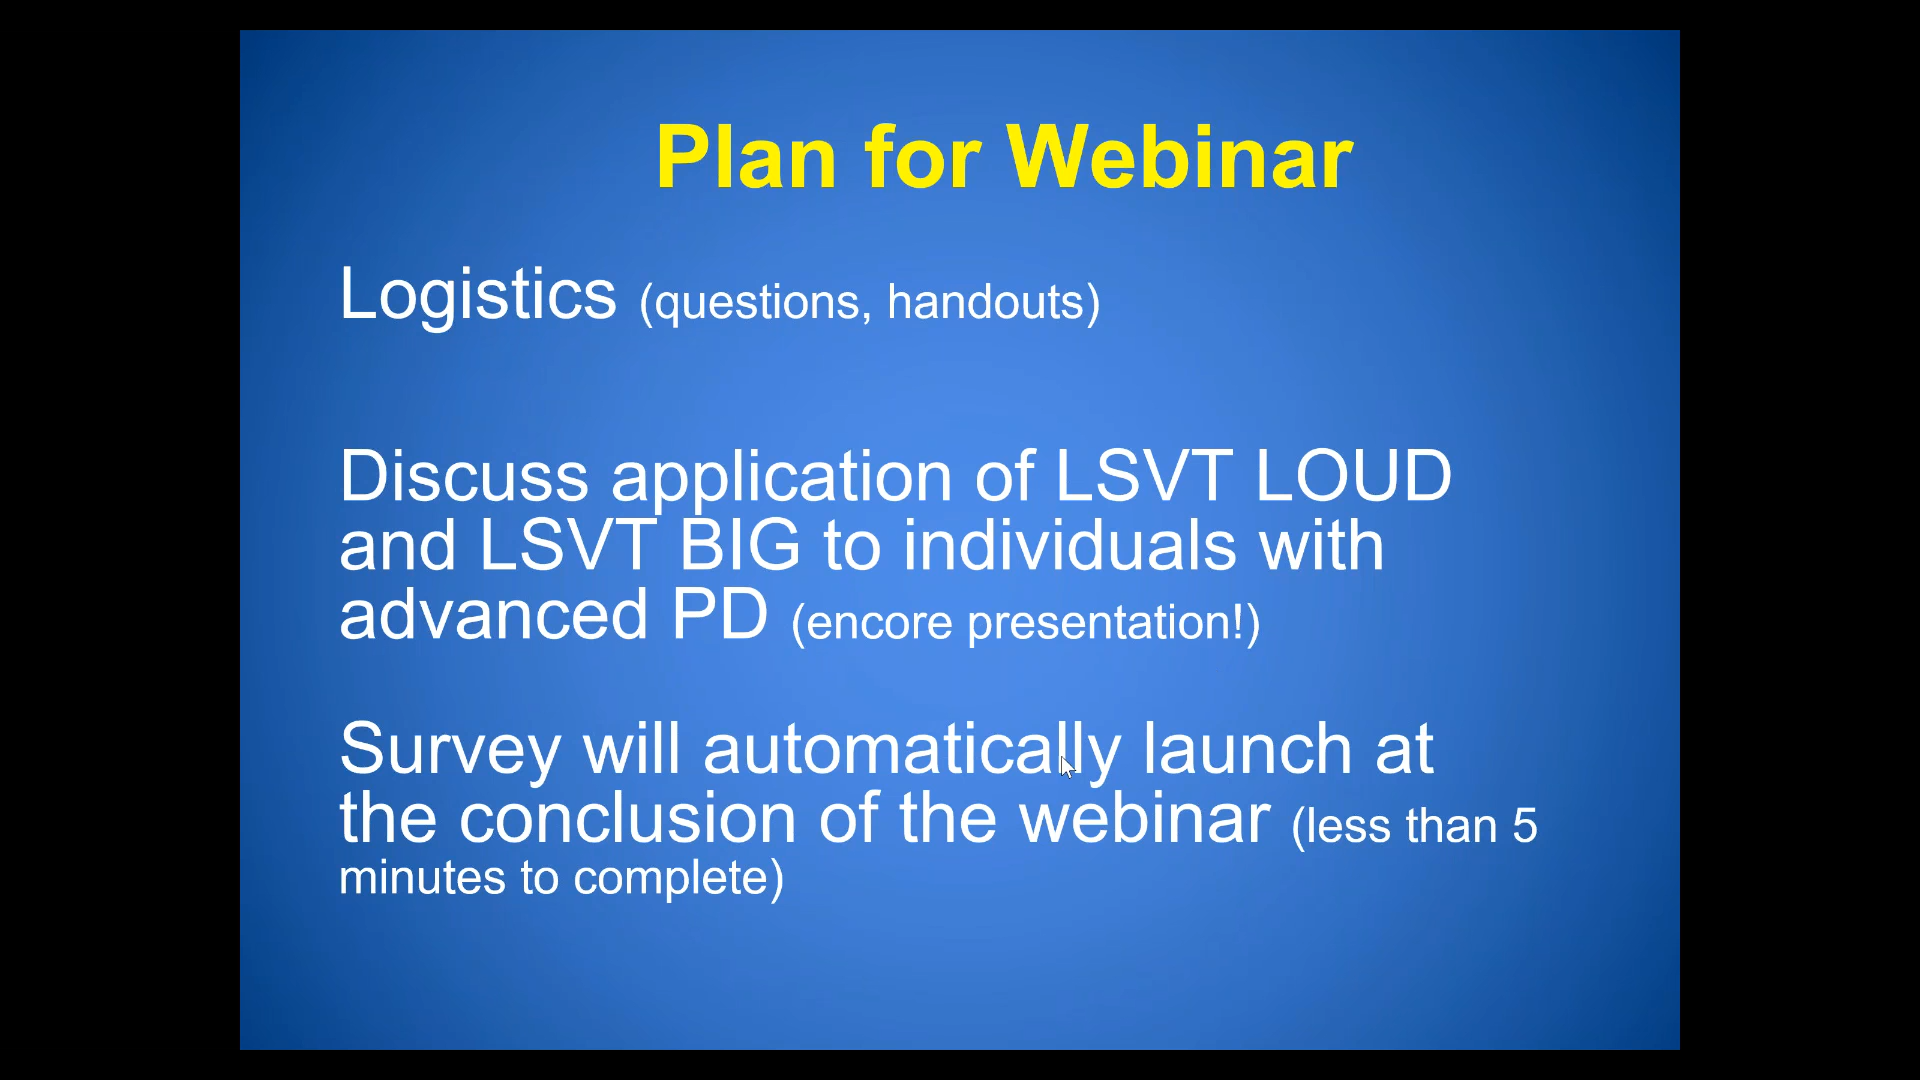 Plan for Webinar
Logistics (questions, handouts)
Discuss application of LSVT LOUD
and LSVT BIG to individuals with
advanced PD (encore presentation!)
Survey will automatically launch at
the conclusion of the webinar (less than 5
minutes to complete)